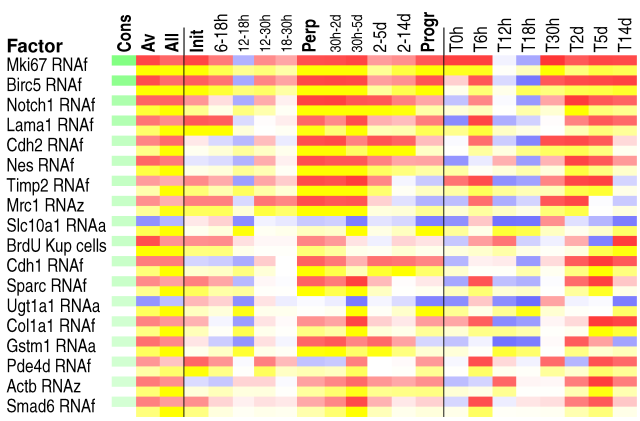 Factor Cons Av All Init 6-18h 12-18h 12-30h 18-30h Perp 30h-2d 30h-5d 2-5d 2-14d Progr T0h T6h T12h T18h T30h T2d T5d T14d
Mki67 RNAf
Birc5 RNAf
Notch1 RNAf
Lama1 RNAf
Cdh2 RNAf
Nes RNAf
Timp2 RNAf
Mrc1 RNAz
Slc10a1 RNAa
BrdU Kup cells
Cdh1 RNAf
Sparc RNAf
Ugt1a1 RNAa
Col1a1 RNAf
Gstm1 RNAa
Pde4d RNAf
Actb RNAz
Smad6 RNAf